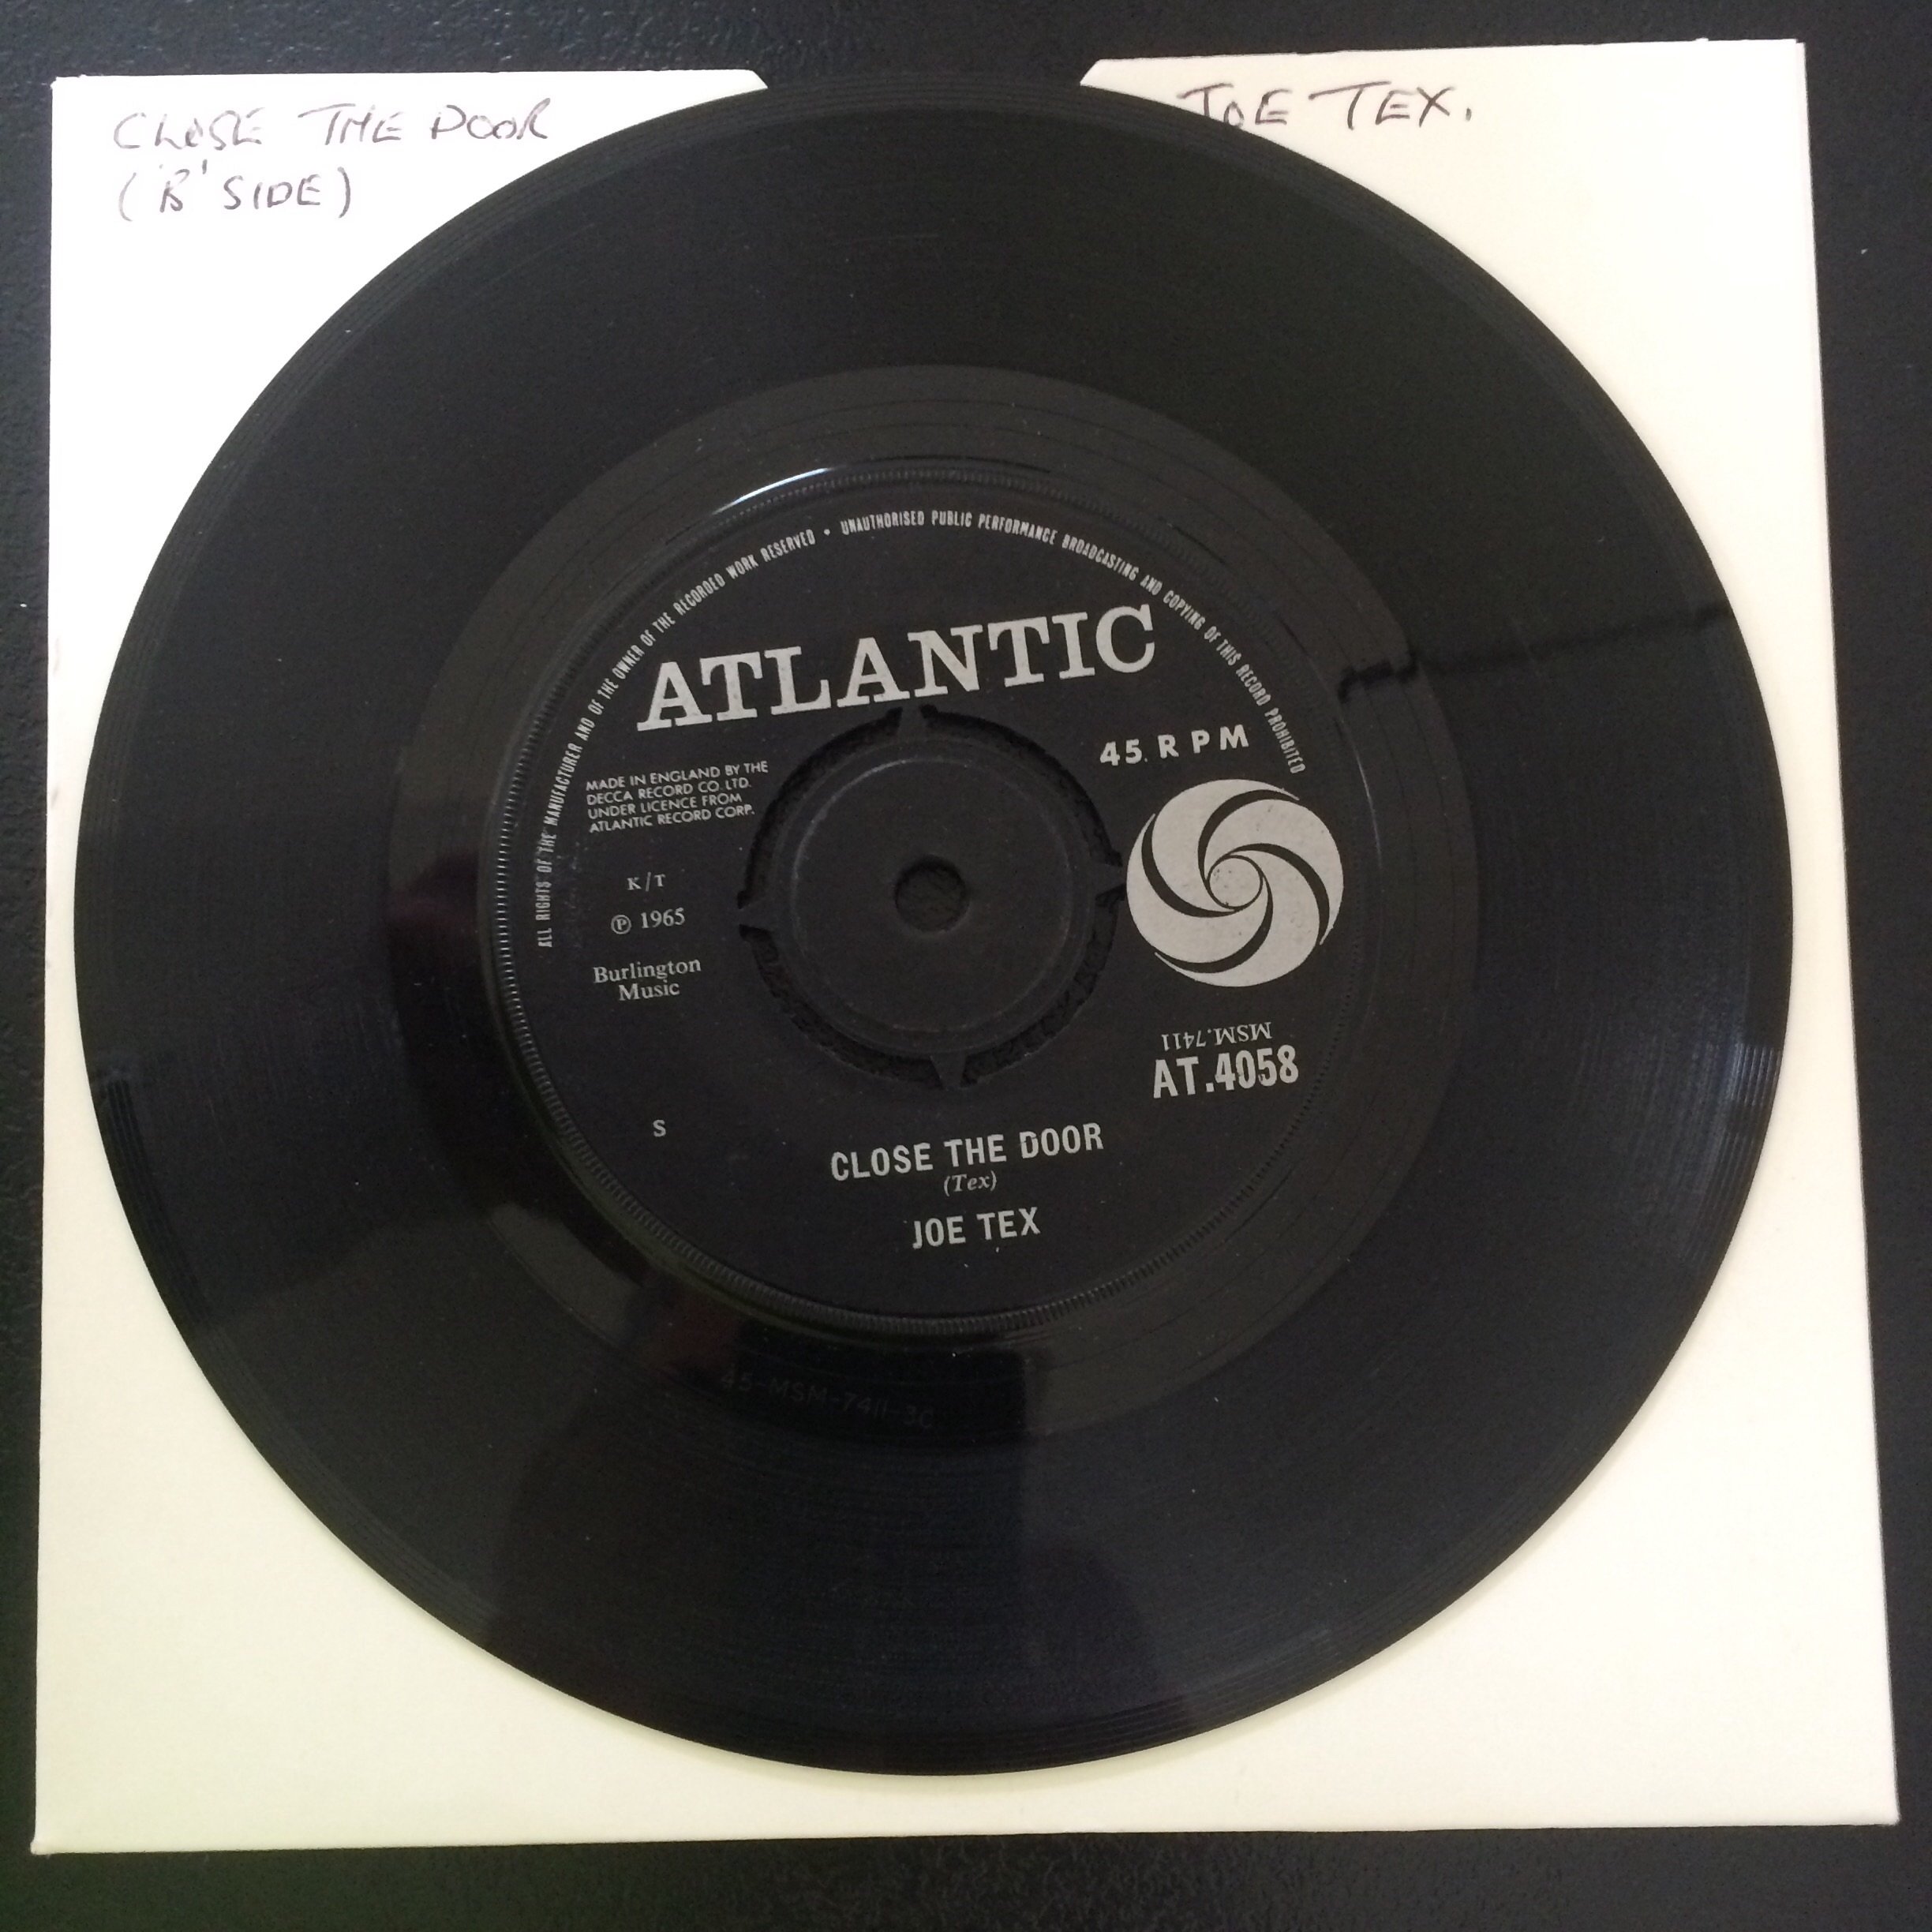 CLOSE THE DOOR
('B' SIDE)
JOE TEX.
ALL RIGHTS OF THE MANUFACTURER AND OF THE OWNER OF THE RECORDED WORK RESERVED • UNAUTHORISED PUBLIC PERFORMANCE BROADCASTING AND COPYING OF THIS RECORD PROHIBITED
ATLANTIC
45 RPM
MADE IN ENGLAND BY THE
DECCA RECORD CO. LTD.
UNDER LICENCE FROM
ATLANTIC RECORD CORP.
K/T
℗ 1965
Burlington
Music
MSM.7411
AT.4058
S
CLOSE THE DOOR
(Tex)
JOE TEX
45-MSM-7411-3C